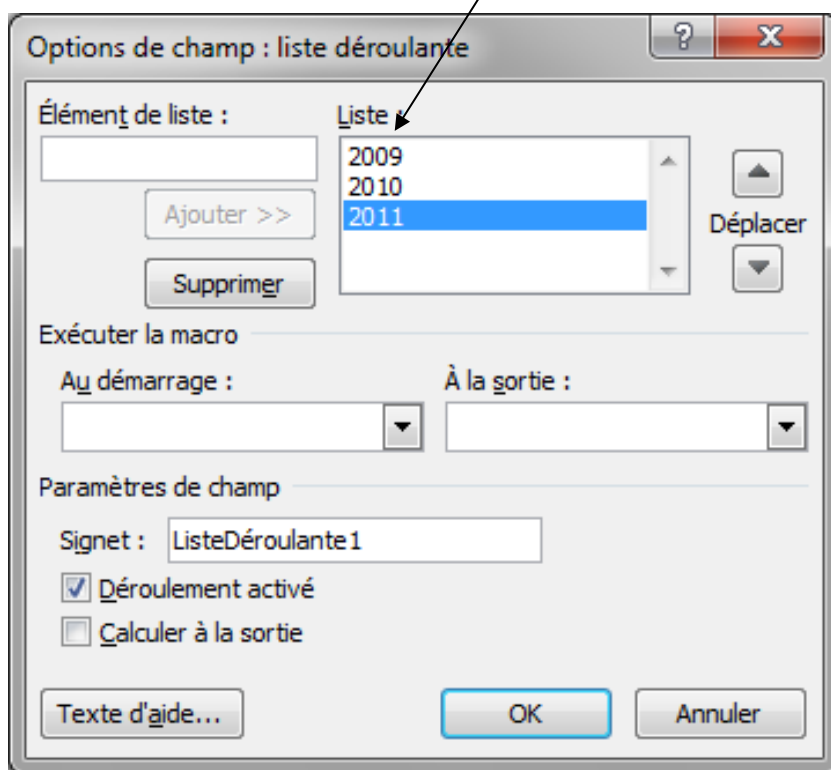 Options de champ : liste déroulante
Élément de liste :
Liste :
2009
2010
2011
Ajouter >>
Supprimer
Déplacer
Exécuter la macro
Au démarrage :
À la sortie :
Paramètres de champ
Signet : ListeDéroulante1
Déroulement activé
Calculer à la sortie
Texte d'aide... OK Annuler